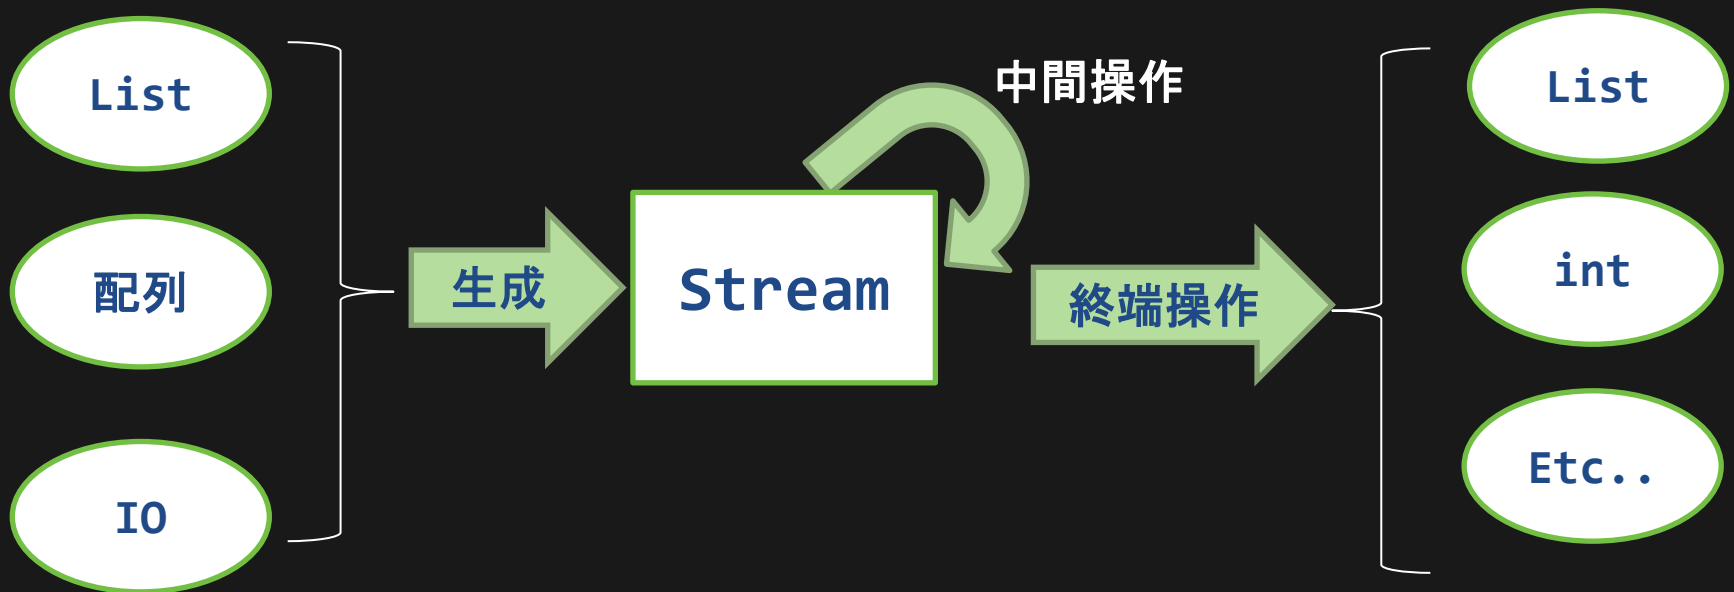 List
配列
IO
生成
Stream
中間操作
終端操作
List
int
Etc..